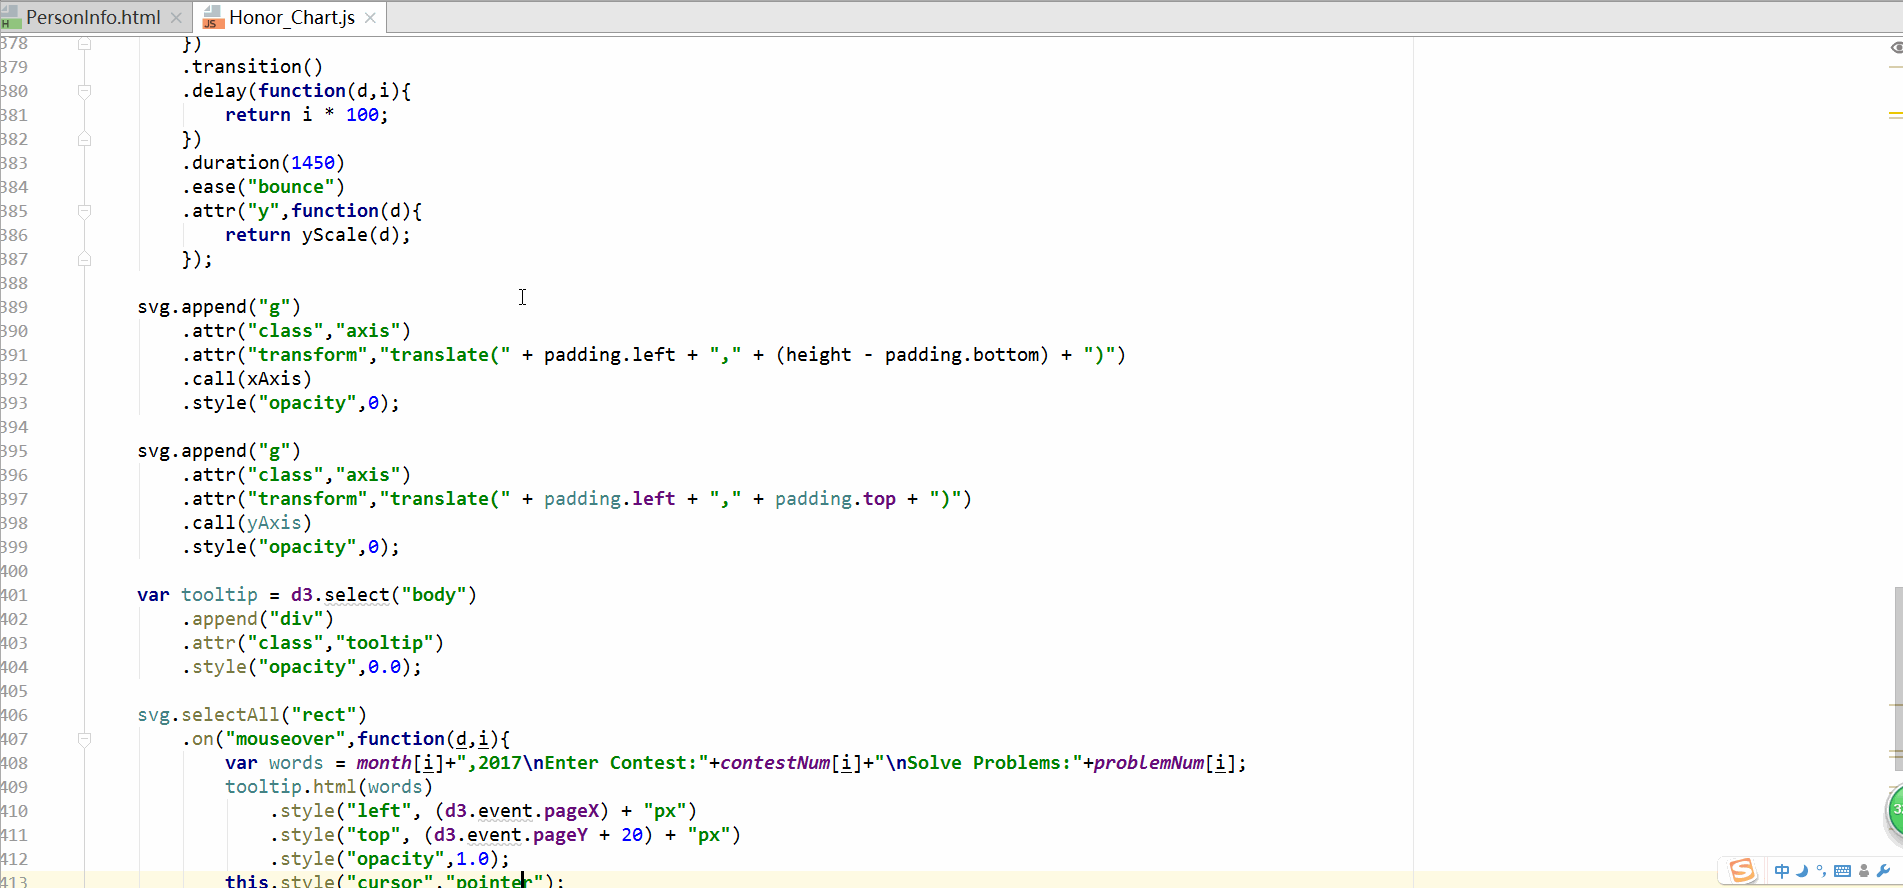 PersonInfo.html
Honor_Chart.js
378 })
379 .transition()
380 .delay(function(d,i){
381 return i * 100;
382 })
383 .duration(1450)
384 .ease("bounce")
385 .attr("y",function(d){
386 return yScale(d);
387 });
388
389 svg.append("g")
390 .attr("class","axis")
391 .attr("transform","translate(" + padding.left + "," + (height - padding.bottom) + ")")
392 .call(xAxis)
393 .style("opacity",0);
394
395 svg.append("g")
396 .attr("class","axis")
397 .attr("transform","translate(" + padding.left + "," + padding.top + ")")
398 .call(yAxis)
399 .style("opacity",0);
400
401 var tooltip = d3.select("body")
402 .append("div")
403 .attr("class","tooltip")
404 .style("opacity",0.0);
405
406 svg.selectAll("rect")
407 .on("mouseover",function(d,i){
408 var words = month[i]+",2017\nEnter Contest:"+contestNum[i]+"\nSolve Problems:"+problemNum[i];
409 tooltip.html(words)
410 .style("left", (d3.event.pageX) + "px")
411 .style("top", (d3.event.pageY + 20) + "px")
412 .style("opacity",1.0);
413 this.style("cursor","pointer");
中